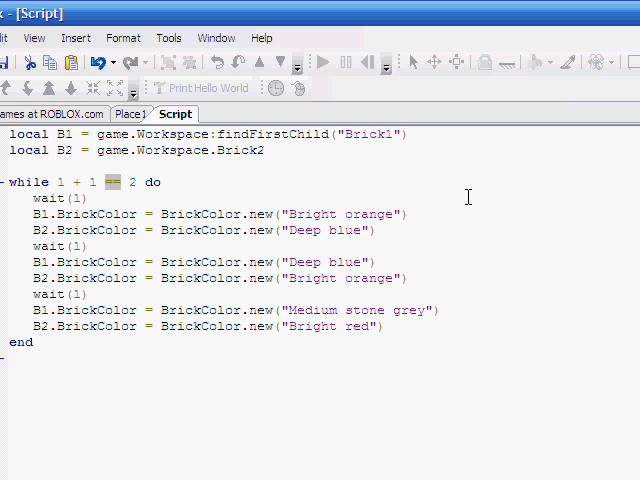 - [Script]
View Insert Format Tools Window Help
Print Hello World
ames at ROBLOX.com Place1 Script
local B1 = game.Workspace:findFirstChild("Brick1")
local B2 = game.Workspace.Brick2
while 1 + 1 == 2 do
wait(1)
B1.BrickColor = BrickColor.new("Bright orange")
B2.BrickColor = BrickColor.new("Deep blue")
wait(1)
B1.BrickColor = BrickColor.new("Deep blue")
B2.BrickColor = BrickColor.new("Bright orange")
wait(1)
B1.BrickColor = BrickColor.new("Medium stone grey")
B2.BrickColor = BrickColor.new("Bright red")
end